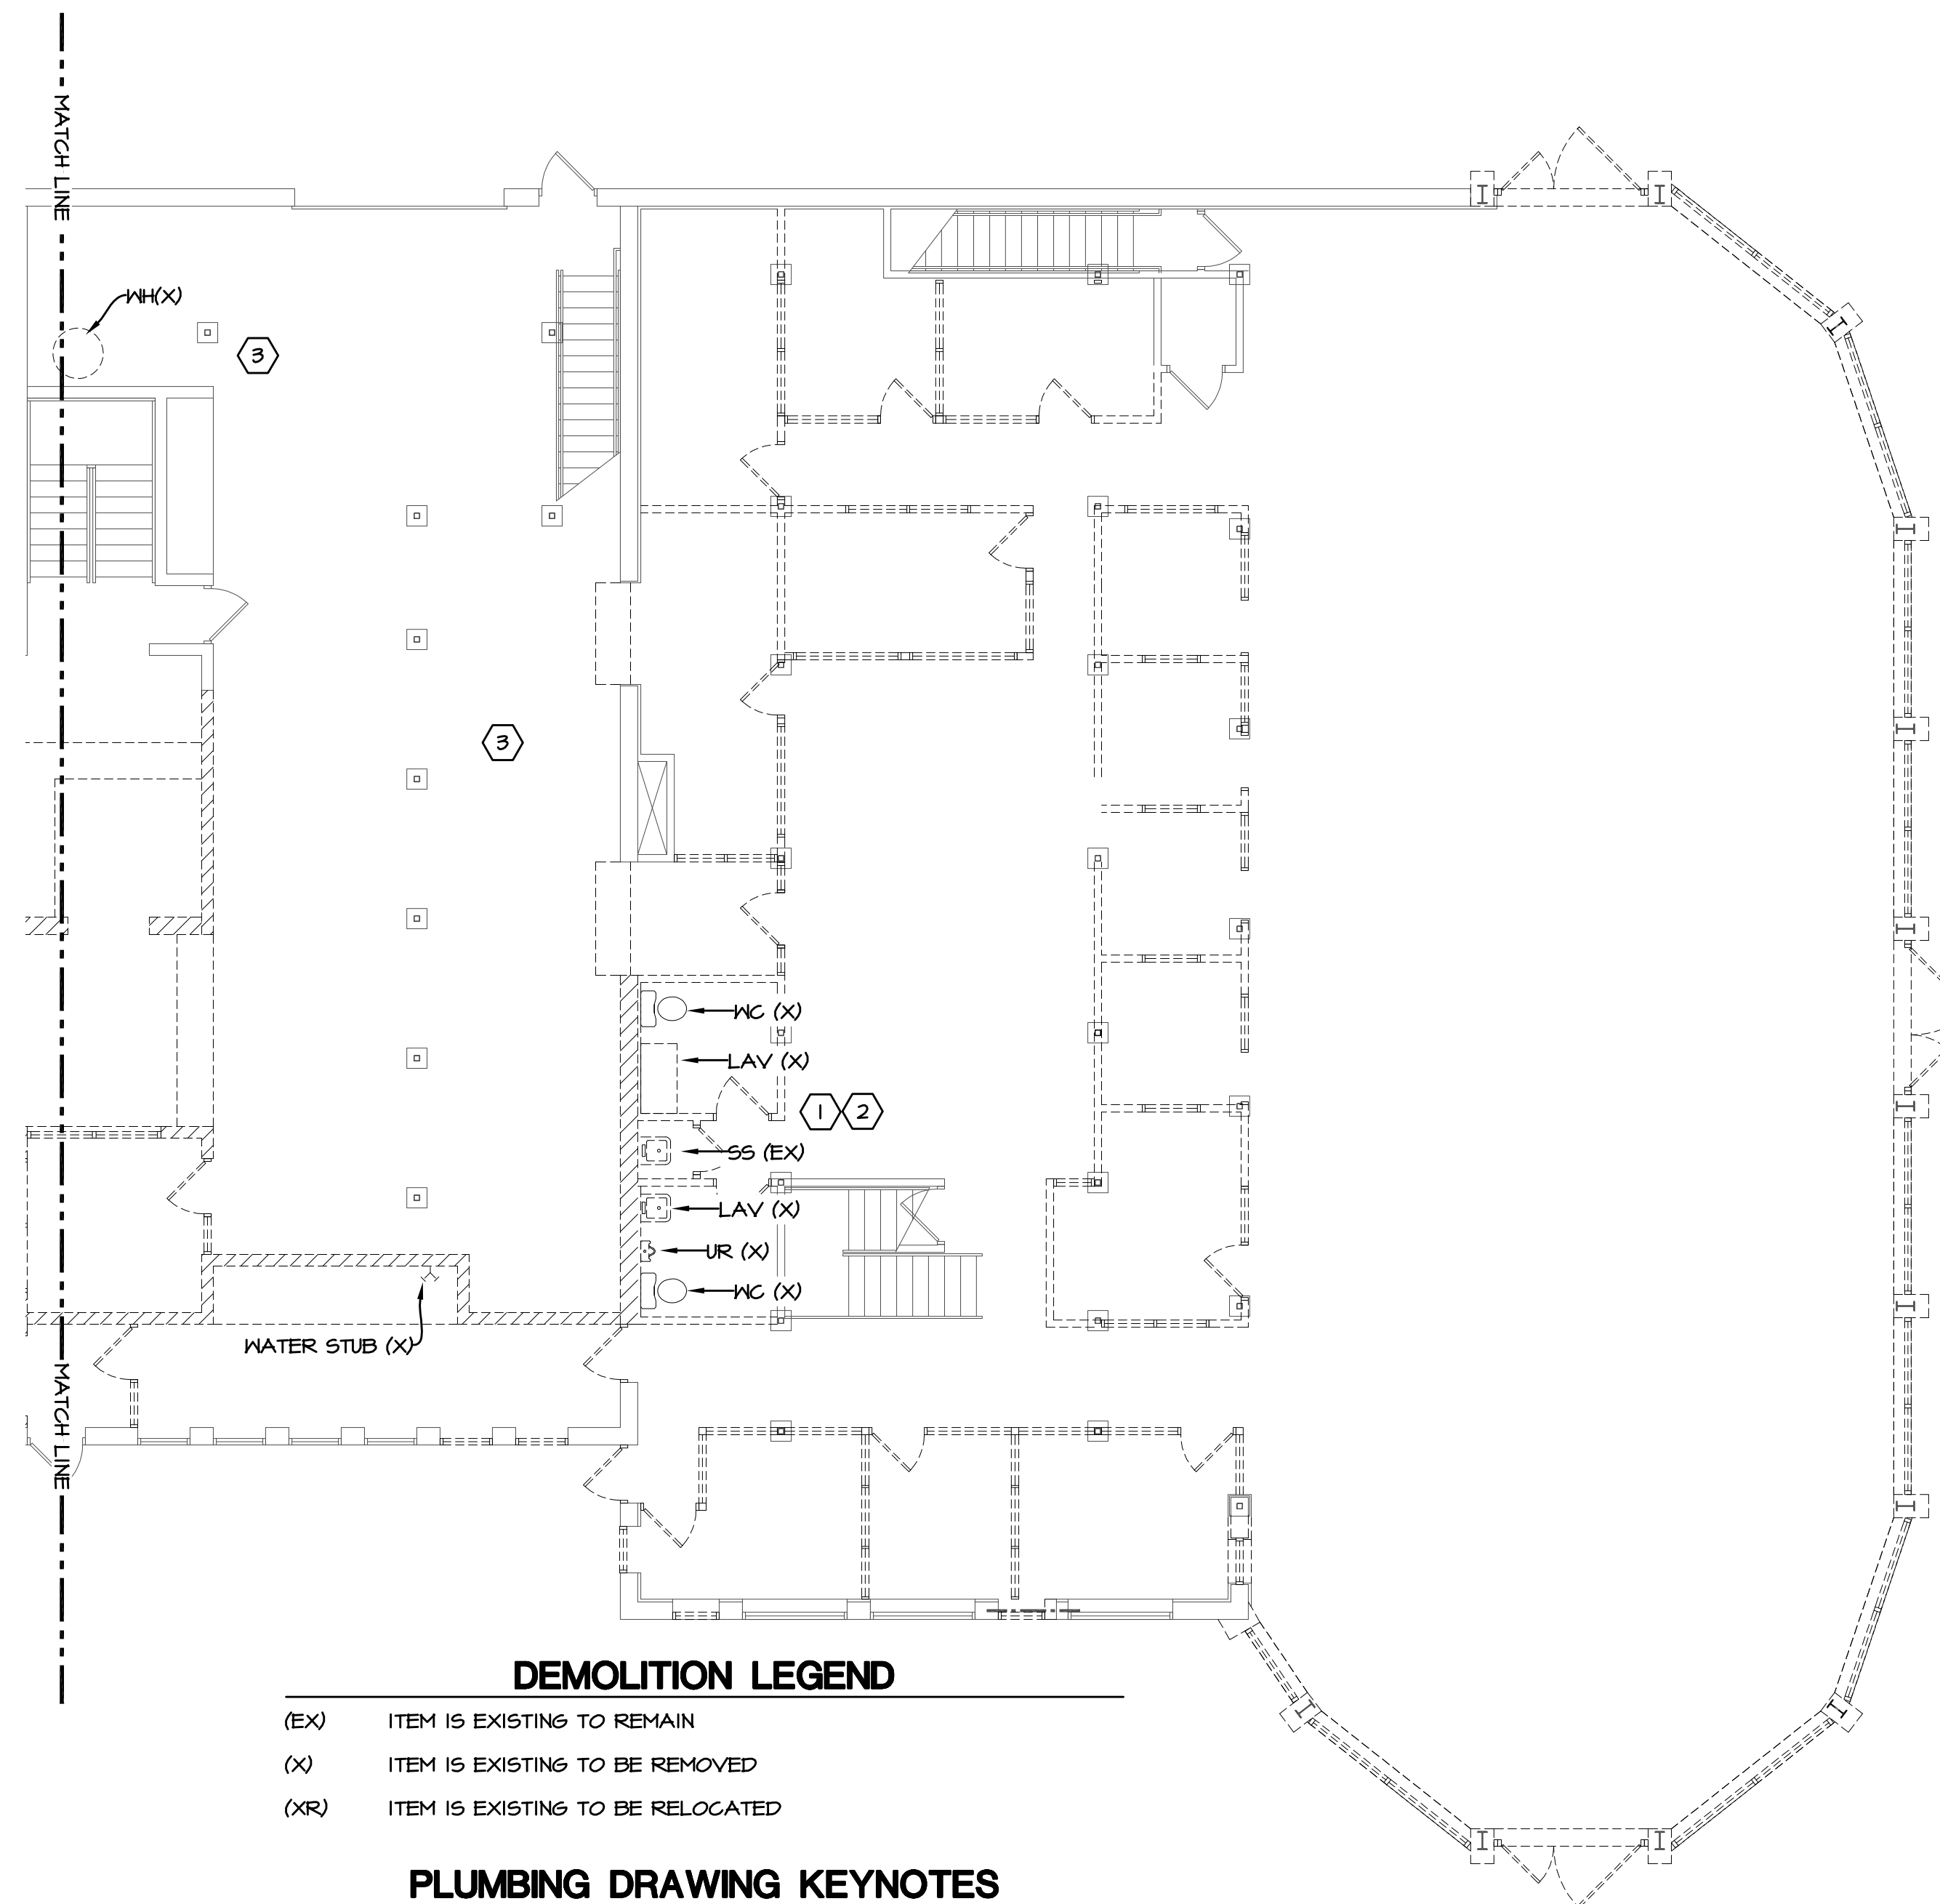 MATCH LINE
WH(X)
3
3
WC (X)
LAV (X)
1 2
SS (EX)
LAV (X)
UR (X)
WC (X)
WATER STUB (X)
MATCH LINE
DEMOLITION LEGEND
(EX) ITEM IS EXISTING TO REMAIN
(X) ITEM IS EXISTING TO BE REMOVED
(XR) ITEM IS EXISTING TO BE RELOCATED
PLUMBING DRAWING KEYNOTES